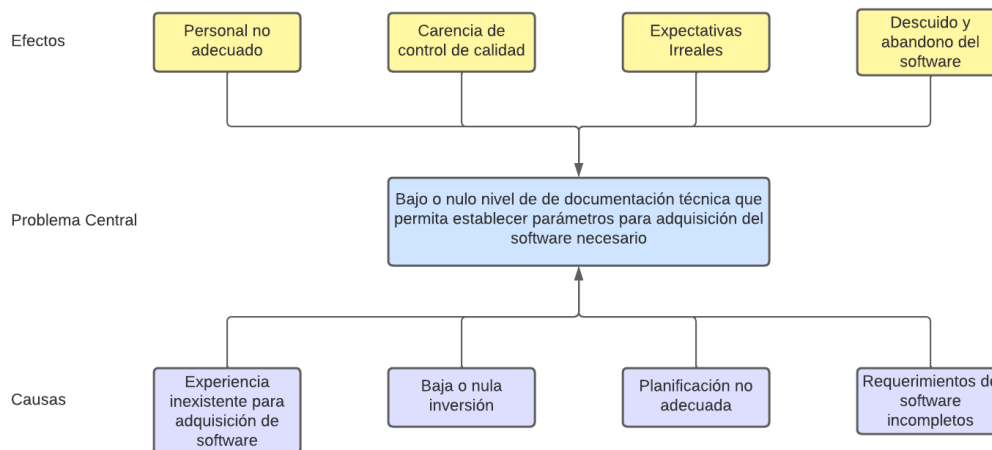 Efectos
Personal no
adecuado
Carencia de
control de calidad
Expectativas
Irreales
Descuido y
abandono del
software
Problema Central
Bajo o nulo nivel de de documentación técnica que
permita establecer parámetros para adquisición del
software necesario
Causas
Experiencia
inexistente para
adquisición de
software
Baja o nula
inversión
Planificación no
adecuada
Requerimientos de
software
incompletos